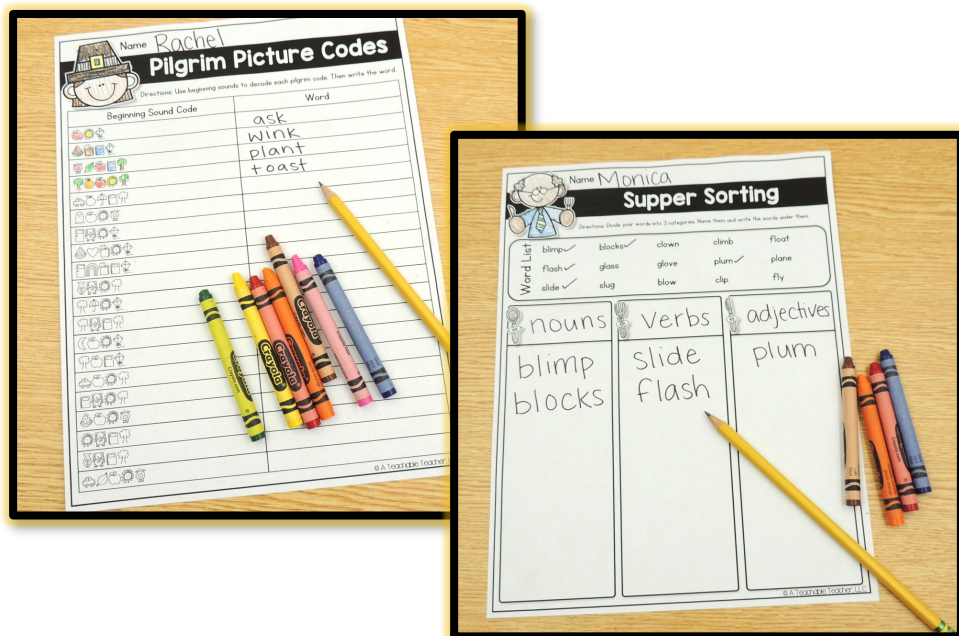 Name Rachel
Pilgrim Picture Codes
Directions: Use beginning sounds to decode each pilgrim code. Then write the word.
Beginning Sound Code Word
ask
wink
plant
toast
Crayola
Crayola
Crayola
© A Teachable Teacher
Name Monica
Supper Sorting
Directions: Divide your words into 3 categories. Name them and write the words under them.
Word List
blimp✓ blocks✓ clown climb float
flash✓ glass glove plum✓ plane
slide✓ slug blow clip fly
nouns verbs adjectives
blimp slide plum
blocks flash
© A Teachable Teacher, LLC